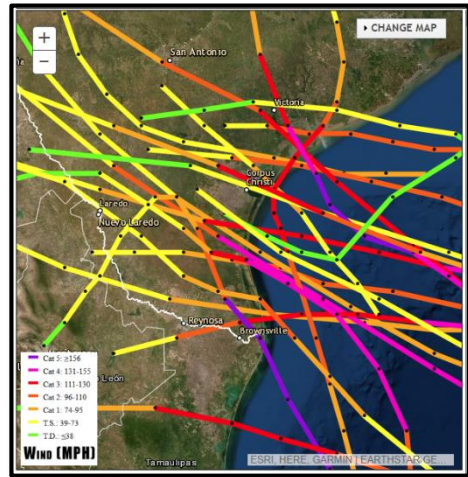 +
−
▸ CHANGE MAP
San Antonio
Victoria
Corpus
Christi
Laredo
Nuevo Laredo
Reynosa
Brownsville
León
Tamaulipas
Cat 5: ≥156
Cat 4: 131-155
Cat 3: 111-130
Cat 2: 96-110
Cat 1: 74-95
T.S.: 39-73
T.D.: ≤38
WIND (MPH)
ESRI, HERE, GARMIN | EARTHSTAR GE